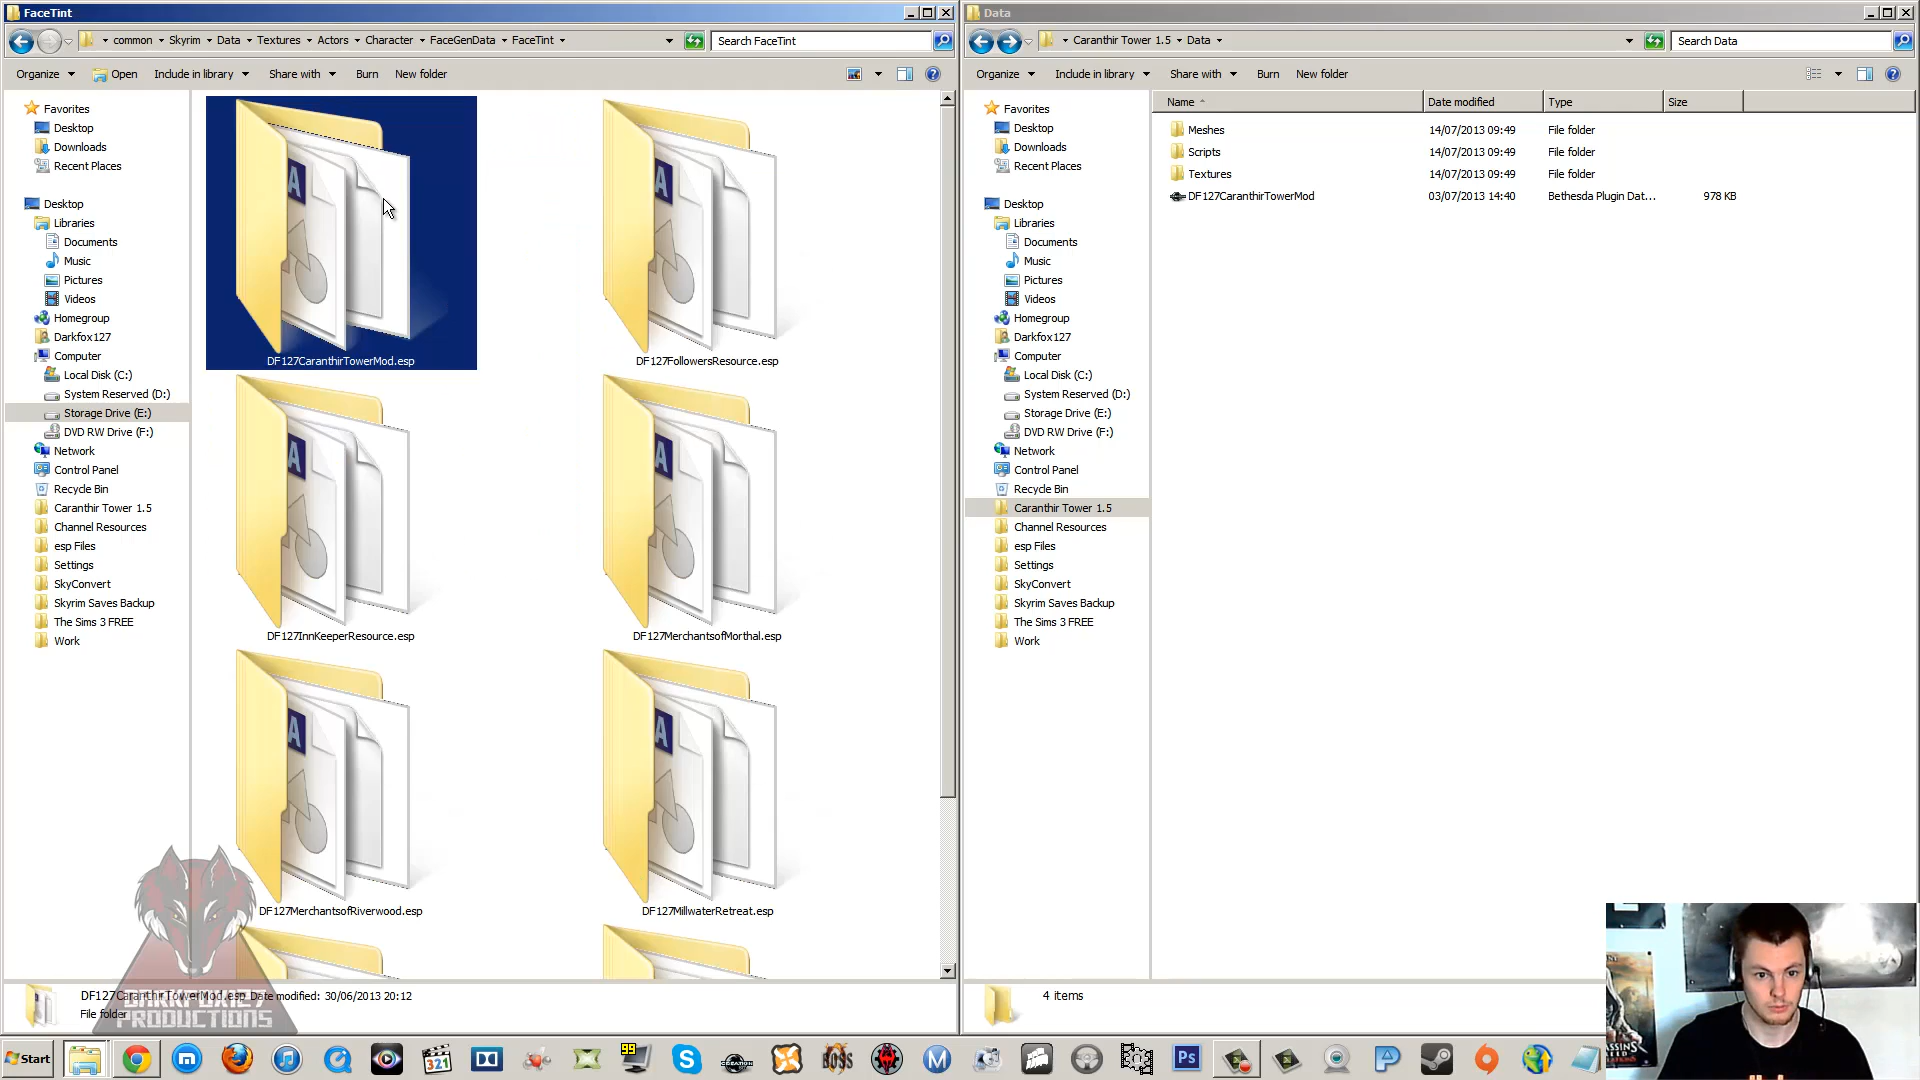 FaceTint
common Skyrim Data Textures Actors Character FaceGenData FaceTint
Search FaceTint
Organize Open Include in library Share with Burn New folder
Favorites
Desktop
Downloads
Recent Places
Desktop
Libraries
Documents
Music
Pictures
Videos
Homegroup
Darkfox127
Computer
Local Disk (C:)
System Reserved (D:)
Storage Drive (E:)
DVD RW Drive (F:)
Network
Control Panel
Recycle Bin
Caranthir Tower 1.5
Channel Resources
esp Files
Settings
SkyConvert
Skyrim Saves Backup
The Sims 3 FREE
Work
DF127CaranthirTowerMod.esp
DF127FollowersResource.esp
DF127InnKeeperResource.esp
DF127MerchantsofMorthal.esp
DF127MerchantsofRiverwood.esp
DF127MillwaterRetreat.esp
DF127CaranthirTowerMod.esp Date modified: 30/06/2013 20:12
File folder
DARKFOX127
PRODUCTIONS
Data
Caranthir Tower 1.5 Data
Search Data
Organize Include in library Share with Burn New folder
Favorites
Desktop
Downloads
Recent Places
Desktop
Libraries
Documents
Music
Pictures
Videos
Homegroup
Darkfox127
Computer
Local Disk (C:)
System Reserved (D:)
Storage Drive (E:)
DVD RW Drive (F:)
Network
Control Panel
Recycle Bin
Caranthir Tower 1.5
Channel Resources
esp Files
Settings
SkyConvert
Skyrim Saves Backup
The Sims 3 FREE
Work
Name Date modified Type Size
Meshes 14/07/2013 09:49 File folder
Scripts 14/07/2013 09:49 File folder
Textures 14/07/2013 09:49 File folder
DF127CaranthirTowerMod 03/07/2013 14:40 Bethesda Plugin Dat... 978 KB
4 items
Start
321
99
BOSS
Ps